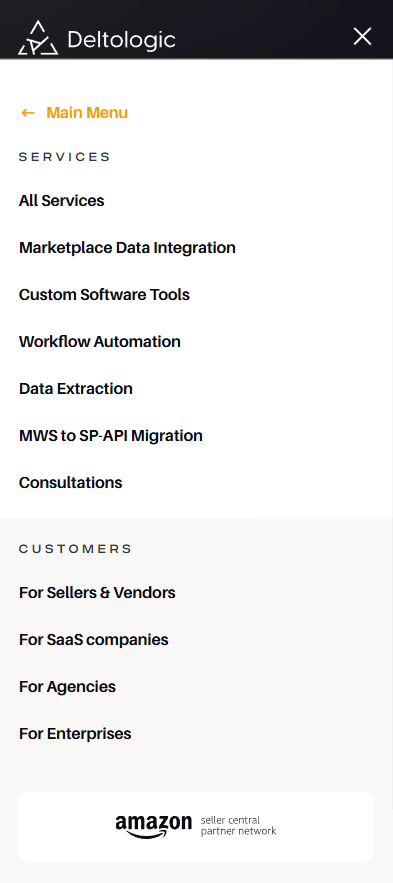 Deltologic
← Main Menu
SERVICES
All Services
Marketplace Data Integration
Custom Software Tools
Workflow Automation
Data Extraction
MWS to SP-API Migration
Consultations
CUSTOMERS
For Sellers & Vendors
For SaaS companies
For Agencies
For Enterprises
amazon seller central
partner network